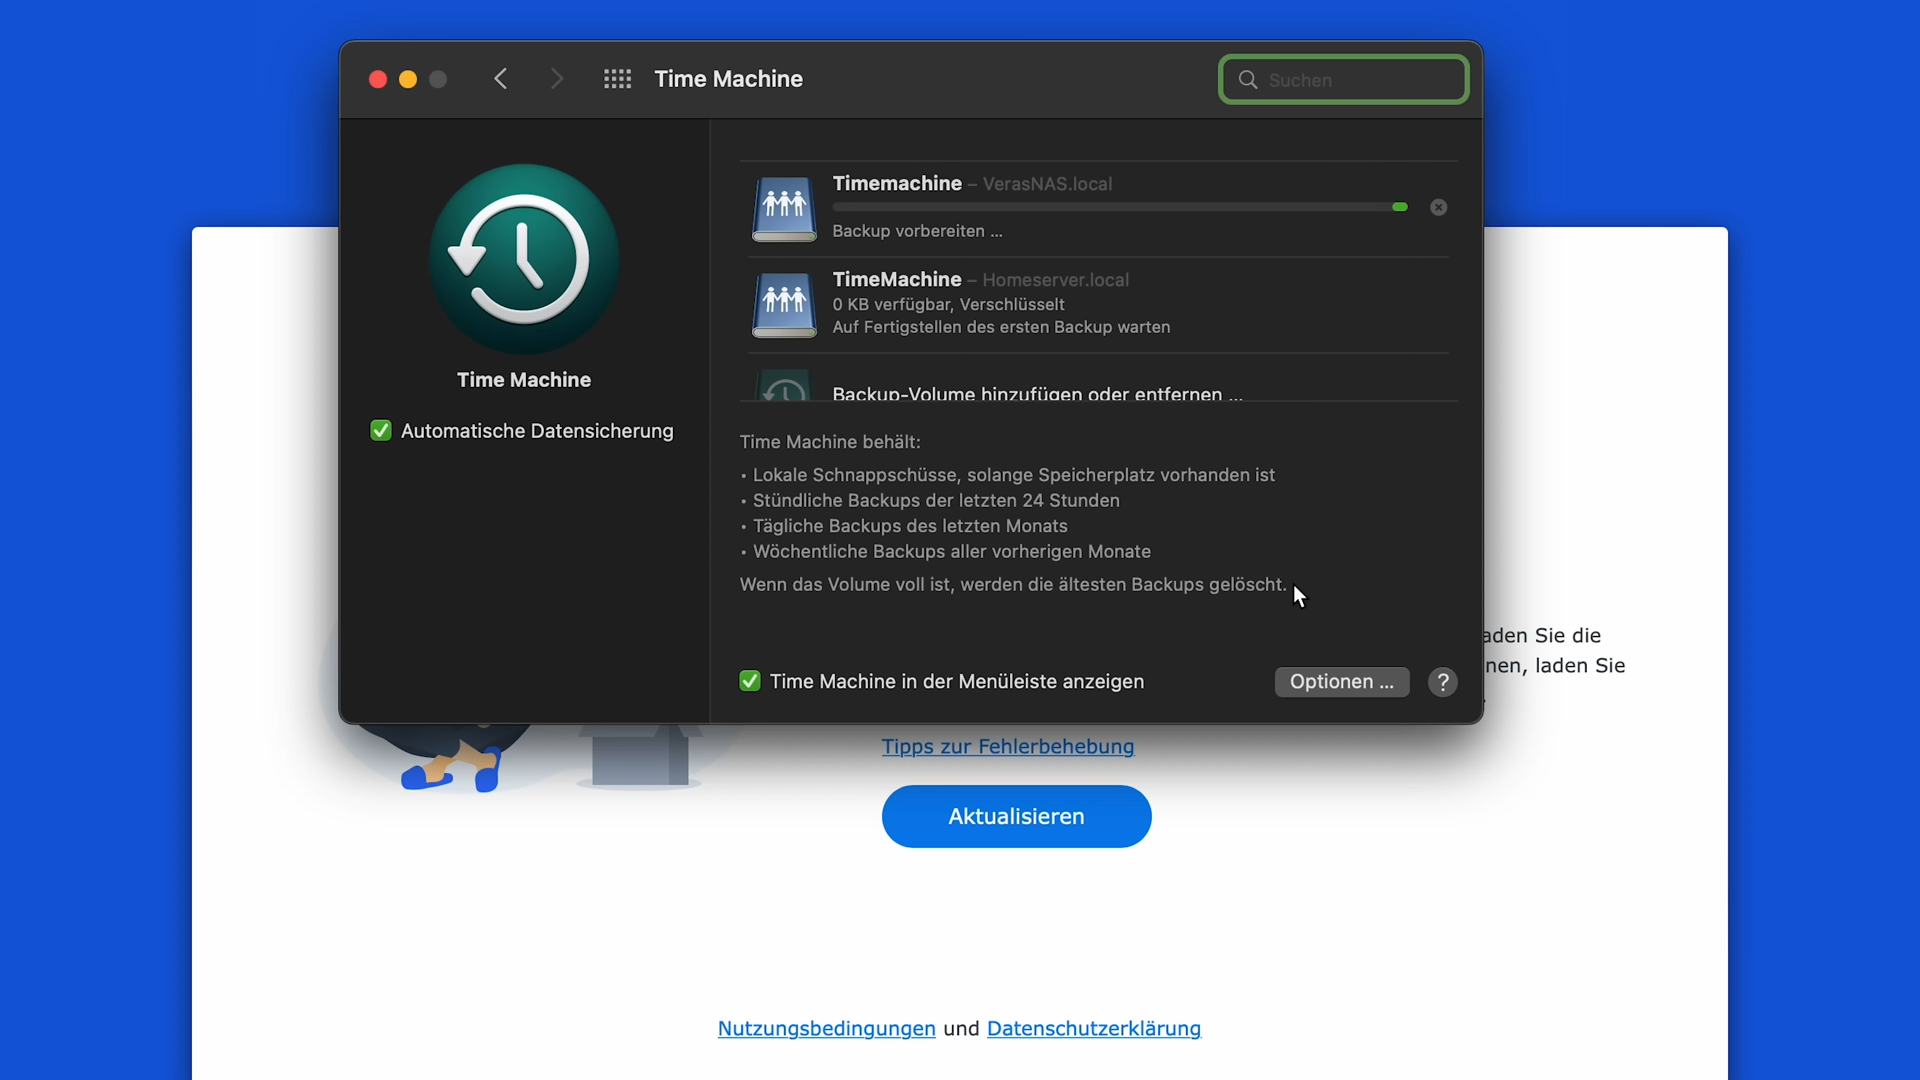 Time Machine
Suchen
Timemachine – VerasNAS.local
Backup vorbereiten ...
TimeMachine – Homeserver.local
0 KB verfügbar, Verschlüsselt
Auf Fertigstellen des ersten Backup warten
Backup-Volume hinzufügen oder entfernen ...
Time Machine
Automatische Datensicherung
Time Machine behält:
• Lokale Schnappschüsse, solange Speicherplatz vorhanden ist
• Stündliche Backups der letzten 24 Stunden
• Tägliche Backups des letzten Monats
• Wöchentliche Backups aller vorherigen Monate
Wenn das Volume voll ist, werden die ältesten Backups gelöscht.
Time Machine in der Menüleiste anzeigen
Optionen ...
?
Sie die
laden Sie
Tipps zur Fehlerbehebung
Aktualisieren
Nutzungsbedingungen und Datenschutzerklärung